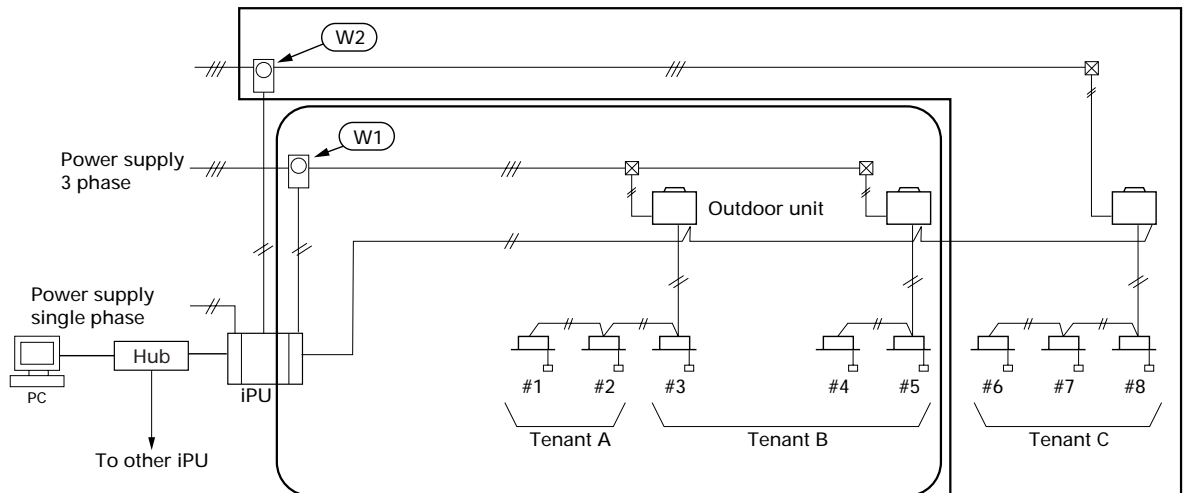 W2
W1
Power supply
3 phase
Outdoor unit
Power supply
single phase
Hub
PC
iPU
#1 #2 #3 #4 #5 #6 #7 #8
Tenant A Tenant B Tenant C
To other iPU